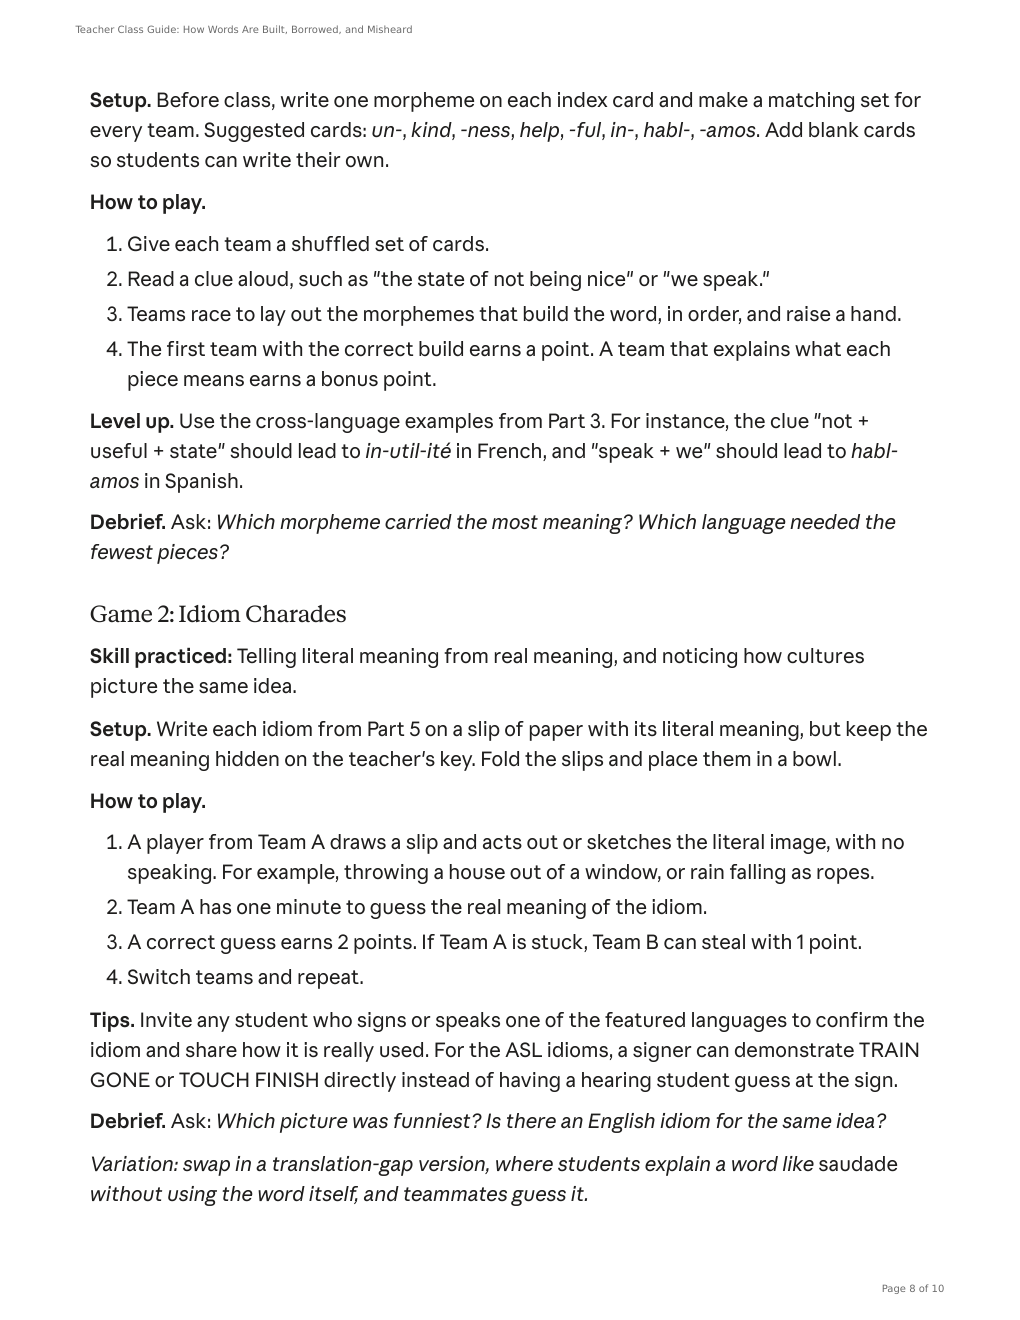 Teacher Class Guide: How Words Are Built, Borrowed, and Misheard
Setup. Before class, write one morpheme on each index card and make a matching set for
every team. Suggested cards: un-, kind, -ness, help, -ful, in-, habl-, -amos. Add blank cards
so students can write their own.
How to play.
1. Give each team a shuffled set of cards.
2. Read a clue aloud, such as "the state of not being nice" or "we speak."
3. Teams race to lay out the morphemes that build the word, in order, and raise a hand.
4. The first team with the correct build earns a point. A team that explains what each
piece means earns a bonus point.
Level up. Use the cross-language examples from Part 3. For instance, the clue "not +
useful + state" should lead to in-util-ité in French, and "speak + we" should lead to habl-
amos in Spanish.
Debrief. Ask: Which morpheme carried the most meaning? Which language needed the
fewest pieces?
Game 2: Idiom Charades
Skill practiced: Telling literal meaning from real meaning, and noticing how cultures
picture the same idea.
Setup. Write each idiom from Part 5 on a slip of paper with its literal meaning, but keep the
real meaning hidden on the teacher's key. Fold the slips and place them in a bowl.
How to play.
1. A player from Team A draws a slip and acts out or sketches the literal image, with no
speaking. For example, throwing a house out of a window, or rain falling as ropes.
2. Team A has one minute to guess the real meaning of the idiom.
3. A correct guess earns 2 points. If Team A is stuck, Team B can steal with 1 point.
4. Switch teams and repeat.
Tips. Invite any student who signs or speaks one of the featured languages to confirm the
idiom and share how it is really used. For the ASL idioms, a signer can demonstrate TRAIN
GONE or TOUCH FINISH directly instead of having a hearing student guess at the sign.
Debrief. Ask: Which picture was funniest? Is there an English idiom for the same idea?
Variation: swap in a translation-gap version, where students explain a word like saudade
without using the word itself, and teammates guess it.
Page 8 of 10